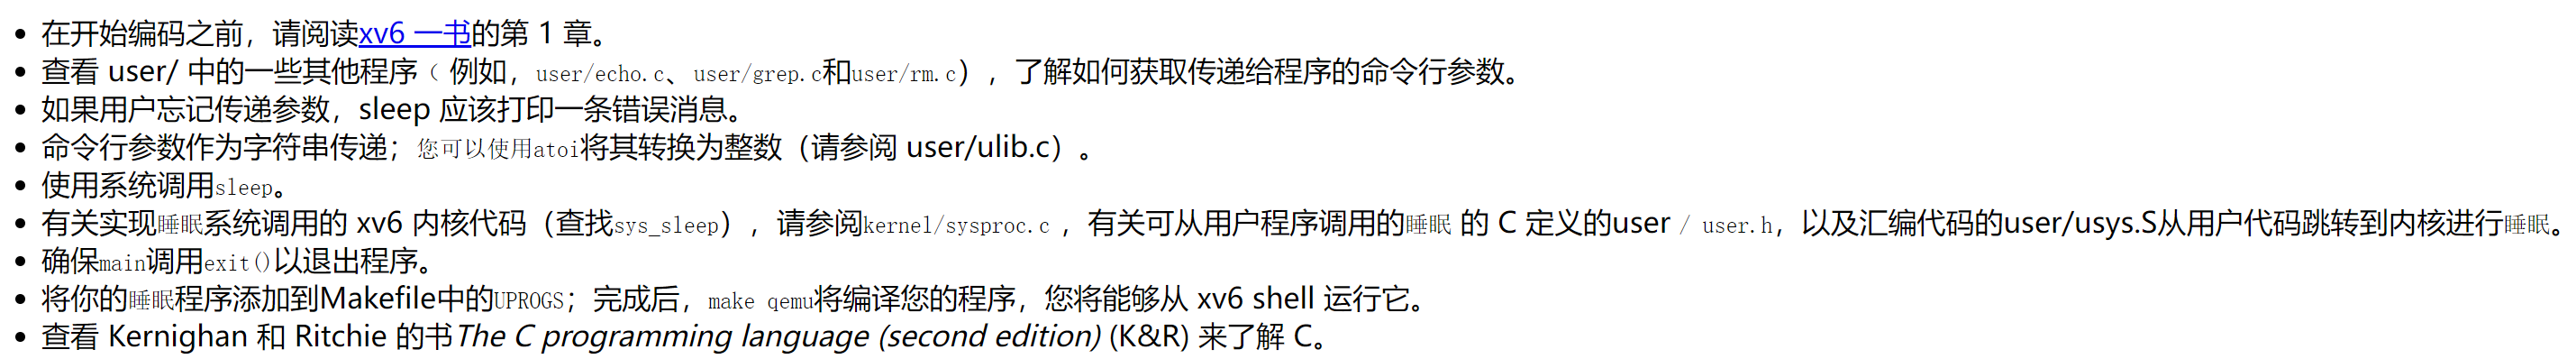 • 在开始编码之前，请阅读xv6 一书的第 1 章。
• 查看 user/ 中的一些其他程序（ 例如，user/echo.c、user/grep.c和user/rm.c），了解如何获取传递给程序的命令行参数。
• 如果用户忘记传递参数，sleep 应该打印一条错误消息。
• 命令行参数作为字符串传递；您可以使用atoi将其转换为整数（请参阅 user/ulib.c）。
• 使用系统调用sleep。
• 有关实现睡眠系统调用的 xv6 内核代码（查找sys_sleep），请参阅kernel/sysproc.c ，有关可从用户程序调用的睡眠 的 C 定义的user / user.h，以及汇编代码的user/usys.S从用户代码跳转到内核进行睡眠。
• 确保main调用exit()以退出程序。
• 将你的睡眠程序添加到Makefile中的UPROGS；完成后，make qemu将编译您的程序，您将能够从 xv6 shell 运行它。
• 查看 Kernighan 和 Ritchie 的书The C programming language (second edition) (K&R) 来了解 C。